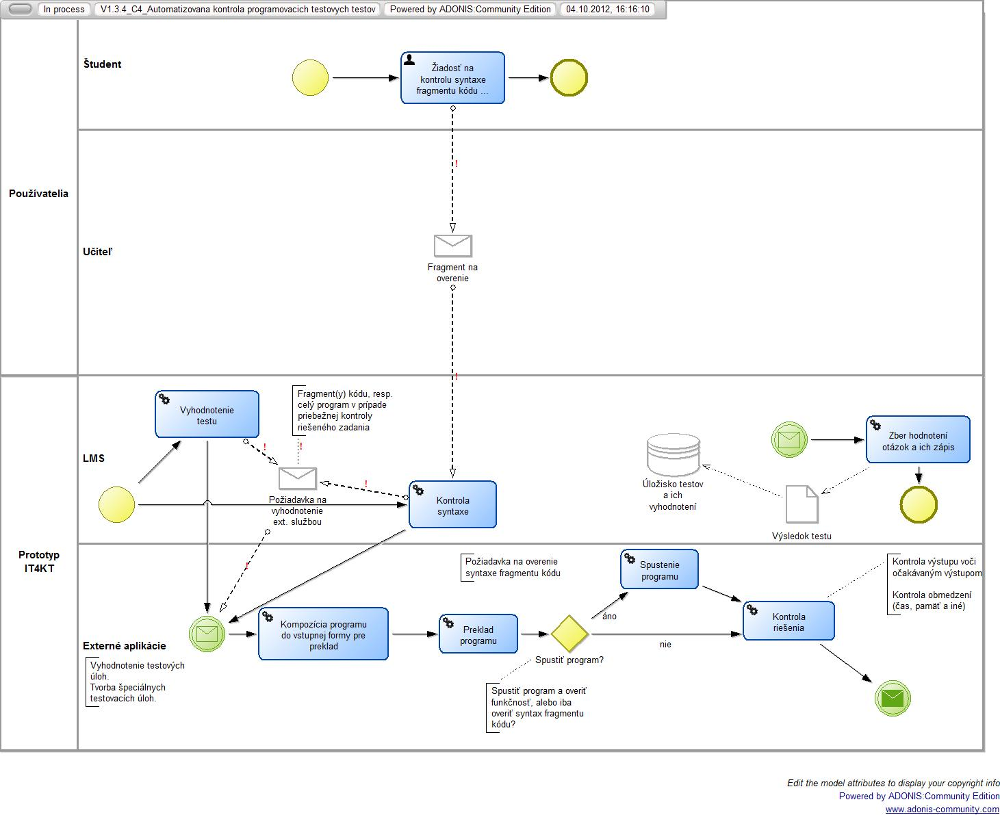 In process
V1.3.4_C4_Automatizovana kontrola programovacich testovych testov
Powered by ADONIS:Community Edition
04.10.2012, 16:16:10
Používatelia
Študent
Žiadosť na
kontrolu syntaxe
fragmentu kódu ...
!
Učiteľ
Fragment na
overenie
!
Prototyp
IT4KT
LMS
Vyhodnotenie
testu
Fragment(y) kódu, resp.
celý program v prípade
priebežnej kontroly
riešeného zadania
!
!
!
Požiadavka na
vyhodnotenie
ext. službou
!
Kontrola
syntaxe
Úložisko testov
a ich
vyhodnotení
Výsledok testu
Zber hodnotení
otázok a ich zápis
Externé aplikácie
Vyhodnotenie testových
úloh.
Tvorba špeciálnych
testovacích úloh.
Kompozícia programu
do vstupnej formy pre
preklad
Požiadavka na overenie
syntaxe fragmentu kódu
Preklad
programu
Spustiť program?
Spustiť program a overiť
funkčnosť, alebo iba
overiť syntax fragmentu
kódu?
áno
nie
Spustenie
programu
Kontrola
riešenia
Kontrola výstupu voči
očakávaným výstupom
Kontrola obmedzení
(čas, pamäť a iné)
Edit the model attributes to display your copyright info
Powered by ADONIS:Community Edition
www.adonis-community.com